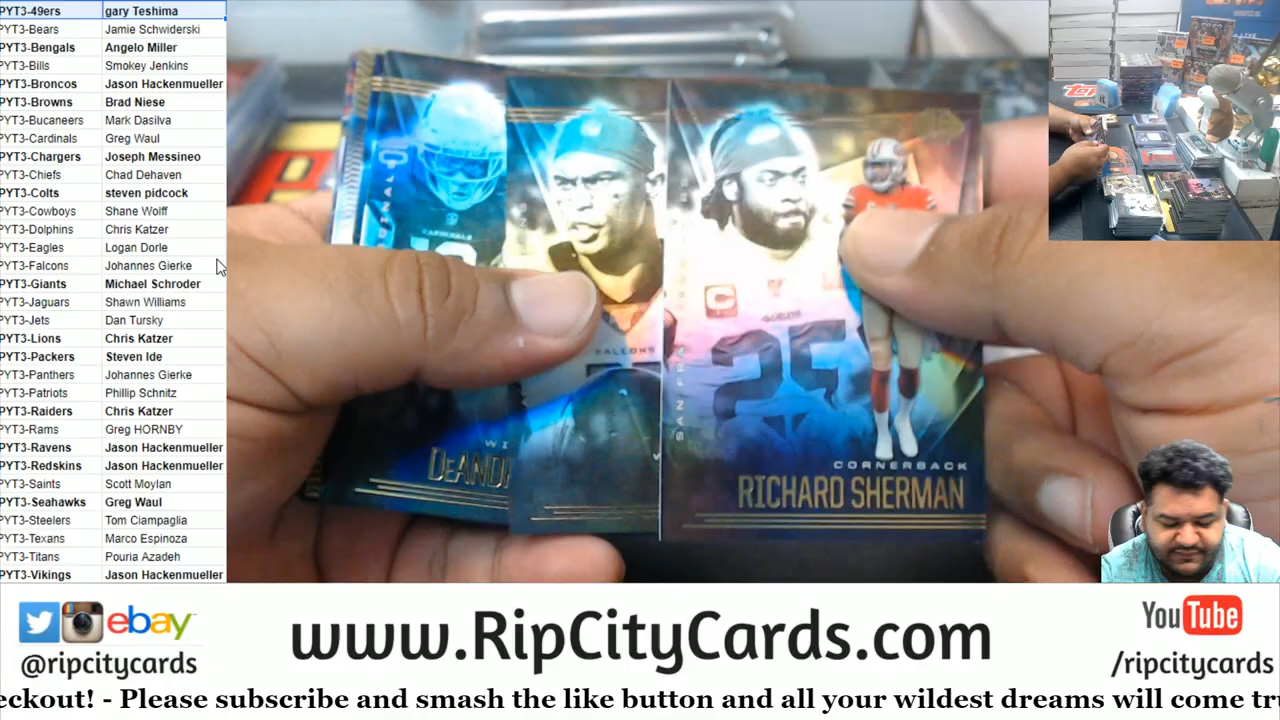 PYT3-49ers gary Teshima
PYT3-Bears Jamie Schwiderski
PYT3-Bengals Angelo Miller
PYT3-Bills Smokey Jenkins
PYT3-Broncos Jason Hackenmueller
PYT3-Browns Brad Niese
PYT3-Bucaneers Mark Dasilva
PYT3-Cardinals Greg Waul
PYT3-Chargers Joseph Messineo
PYT3-Chiefs Chad Dehaven
PYT3-Colts steven pidcock
PYT3-Cowboys Shane Wolff
PYT3-Dolphins Chris Katzer
PYT3-Eagles Logan Dorle
PYT3-Falcons Johannes Gierke
PYT3-Giants Michael Schroder
PYT3-Jaguars Shawn Williams
PYT3-Jets Dan Tursky
PYT3-Lions Chris Katzer
PYT3-Packers Steven Ide
PYT3-Panthers Johannes Gierke
PYT3-Patriots Phillip Schnitz
PYT3-Raiders Chris Katzer
PYT3-Rams Greg HORNBY
PYT3-Ravens Jason Hackenmueller
PYT3-Redskins Jason Hackenmueller
PYT3-Saints Scott Moylan
PYT3-Seahawks Greg Waul
PYT3-Steelers Tom Ciampaglia
PYT3-Texans Marco Espinoza
PYT3-Titans Pouria Azadeh
PYT3-Vikings Jason Hackenmueller
CARDINALS
FALCONS
C
25
SAN FRA
DEAND
CORNERBACK
RICHARD SHERMAN
ebay
@ripcitycards
www.RipCityCards.com
YouTube
/ripcitycards
eckout! - Please subscribe and smash the like button and all your wildest dreams will come tru